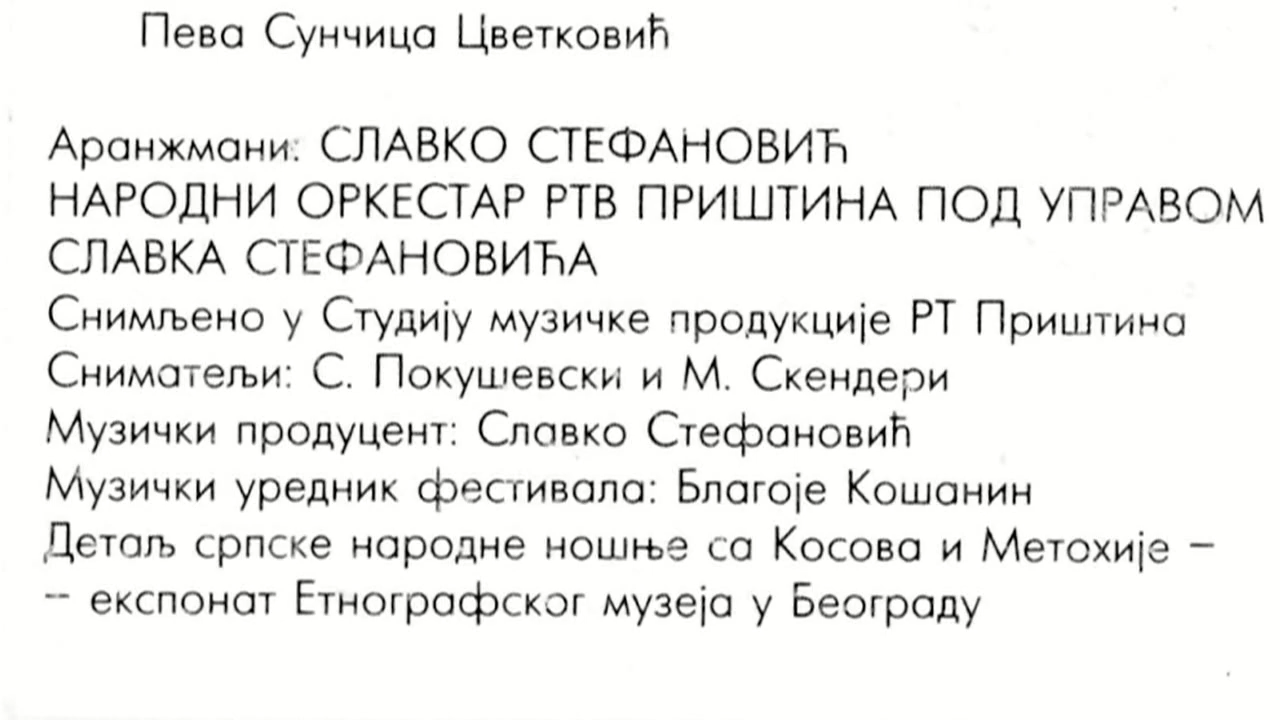 Пева Сунчица Цветковић
Аранжмани: СЛАВКО СТЕФАНОВИЋ
НАРОДНИ ОРКЕСТАР РТВ ПРИШТИНА ПОД УПРАВОМ
СЛАВКА СТЕФАНОВИЋА
Снимљено у Студију музичке продукције РТ Приштина
Сниматељи: С. Покушевски и М. Скендери
Музички продуцент: Славко Стефановић
Музички уредник фестивала: Благоје Кошанин
Детаљ српске народне ношње са Косова и Метохије –
– експонат Етнографског музеја у Београду